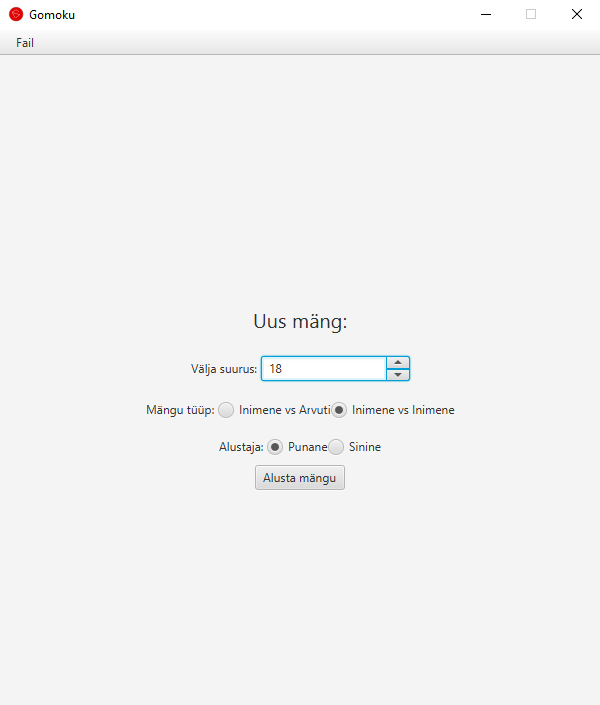 Gomoku
Fail
Uus mäng:
Välja suurus: 18
Mängu tüüp: Inimene vs Arvuti Inimene vs Inimene
Alustaja: Punane Sinine
Alusta mängu